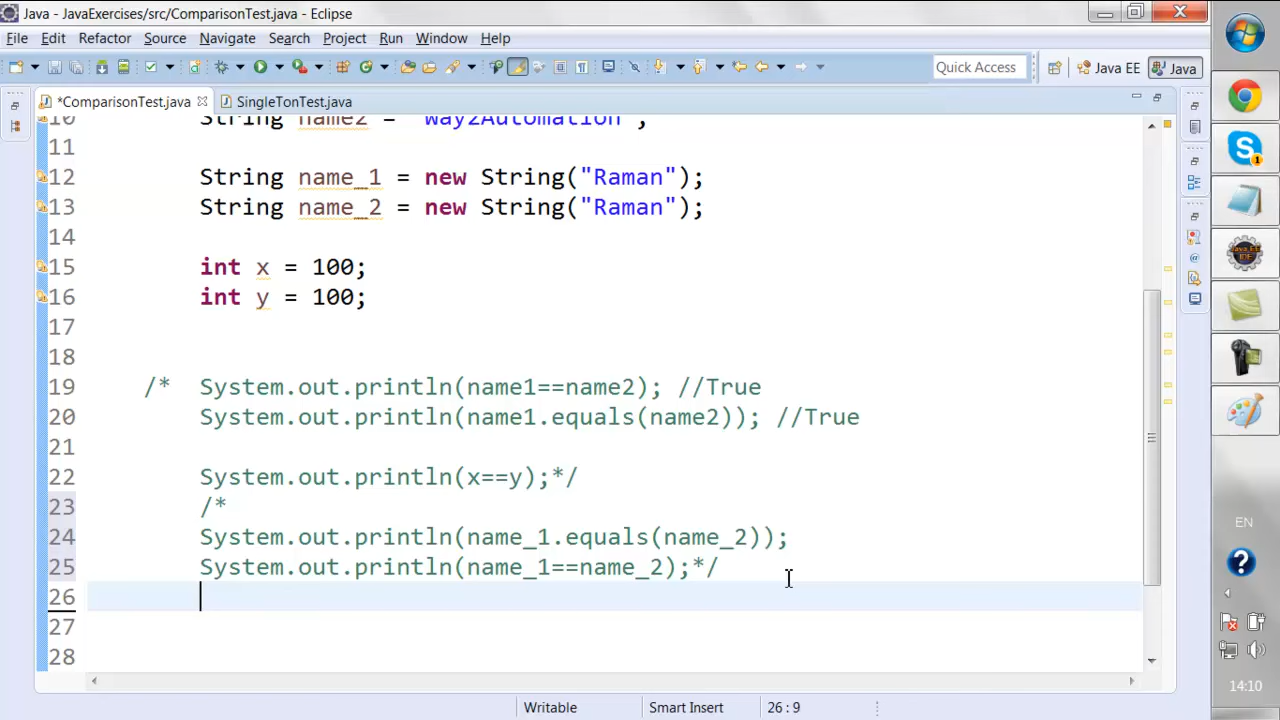 Java - JavaExercises/src/ComparisonTest.java - Eclipse
File Edit Refactor Source Navigate Search Project Run Window Help
Quick Access Java EE Java
*ComparisonTest.java SingleTonTest.java
10 String name2 = "Way2Automation";
11
12 String name_1 = new String("Raman");
13 String name_2 = new String("Raman");
14
15 int x = 100;
16 int y = 100;
17
18
19 /* System.out.println(name1==name2); //True
20 System.out.println(name1.equals(name2)); //True
21
22 System.out.println(x==y);*/
23 /*
24 System.out.println(name_1.equals(name_2));
25 System.out.println(name_1==name_2);*/
26
27
28
Writable Smart Insert 26 : 9
EN
14:10